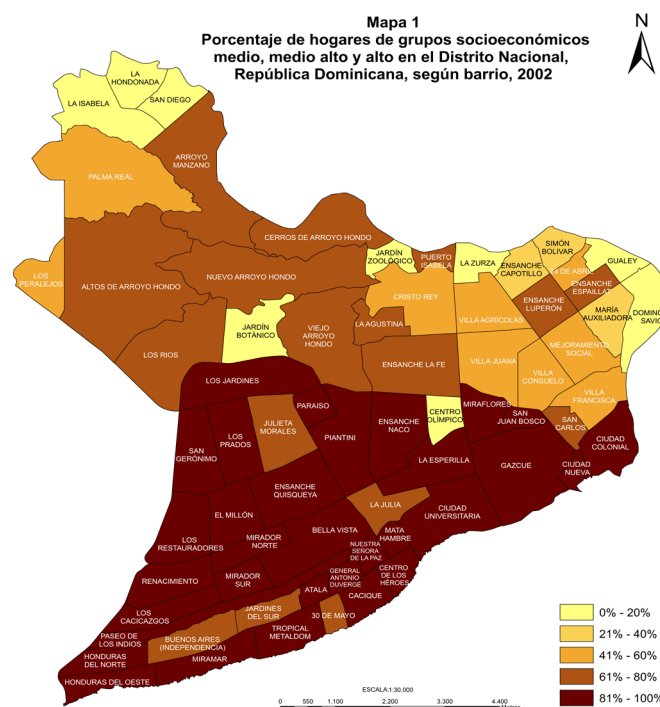 Mapa 1
Porcentaje de hogares de grupos socioeconómicos
medio, medio alto y alto en el Distrito Nacional,
República Dominicana, según barrio, 2002
N
LA
HONDONADA
LA ISABELA
SAN DIEGO
ARROYO
MANZANO
PALMA REAL
CERROS DE ARROYO HONDO
JARDÍN
ZOOLÓGICO
PUERTO
ISABELA
LA ZURZA
SIMÓN
BOLIVAR
ENSANCHE
CAPOTILLO
GUALEY
24 DE ABRIL
ENSANCHE
ESPAILLAT
LOS
PERALEJOS
ALTOS DE ARROYO HONDO
NUEVO ARROYO HONDO
CRISTO REY
ENSANCHE
LUPERÓN
MARÍA
AUXILIADORA
DOMINGO
SAVIO
VILLA AGRÍCOLAS
JARDÍN
BOTÁNICO
VIEJO
ARROYO
HONDO
LA AGUSTINA
MEJORAMIENTO
SOCIAL
LOS RIOS
ENSANCHE LA FE
VILLA JUANA
VILLA
CONSUELO
LOS JARDINES
VILLA
FRANCISCA
PARAISO
CENTRO
OLÍMPICO
MIRAFLORES
SAN
JUAN BOSCO
SAN
CARLOS
JULIETA
MORALES
ENSANCHE
NACO
LOS
PRADOS
PIANTINI
CIUDAD
COLONIAL
SAN
GERÓNIMO
LA ESPERILLA
GAZCUE
CIUDAD
NUEVA
ENSANCHE
QUISQUEYA
LA JULIA
CIUDAD
UNIVERSITARIA
EL MILLÓN
BELLA VISTA
MATA
HAMBRE
LOS
RESTAURADORES
MIRADOR
NORTE
NUESTRA
SEÑORA
DE LA PAZ
RENACIMIENTO
MIRADOR
SUR
GENERAL
ANTONIO
DUVERGÉ
CENTRO
DE LOS
HÉROES
ATALA
CACIQUE
LOS
CACICAZGOS
JARDINES
DEL SUR
30 DE MAYO
PASEO DE
LOS INDIOS
BUENOS AIRES
(INDEPENDENCIA)
TROPICAL
METALDOM
HONDURAS
DEL NORTE
MIRAMAR
HONDURAS DEL OESTE
0% - 20%
21% - 40%
41% - 60%
61% - 80%
81% - 100%
ESCALA:1:30.000
0 550 1.100 2.200 3.300 4.400